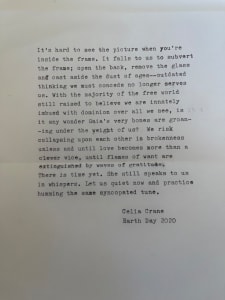 It's hard to see the picture when you're
inside the frame. It falls to us to subvert
the frame; open the back, remove the glass
and cast aside the dust of ages--outdated
thinking we must concede no longer serves
us. With the majority of the free world
still raised to believe we are innately
imbued with dominion over all we see, is
it any wonder Gaia's very bones are groan-
-ing under the weight of us? We risk
collapsing upon each other in brokenness
unless and until love becomes more than a
clever vice, until flames of want are
extinguished by waves of gratitude.
There is time yet. She still speaks to us
in whispers. Let us quiet now and practice
humming the same syncopated tune.
Celia Crane
Earth Day 2020